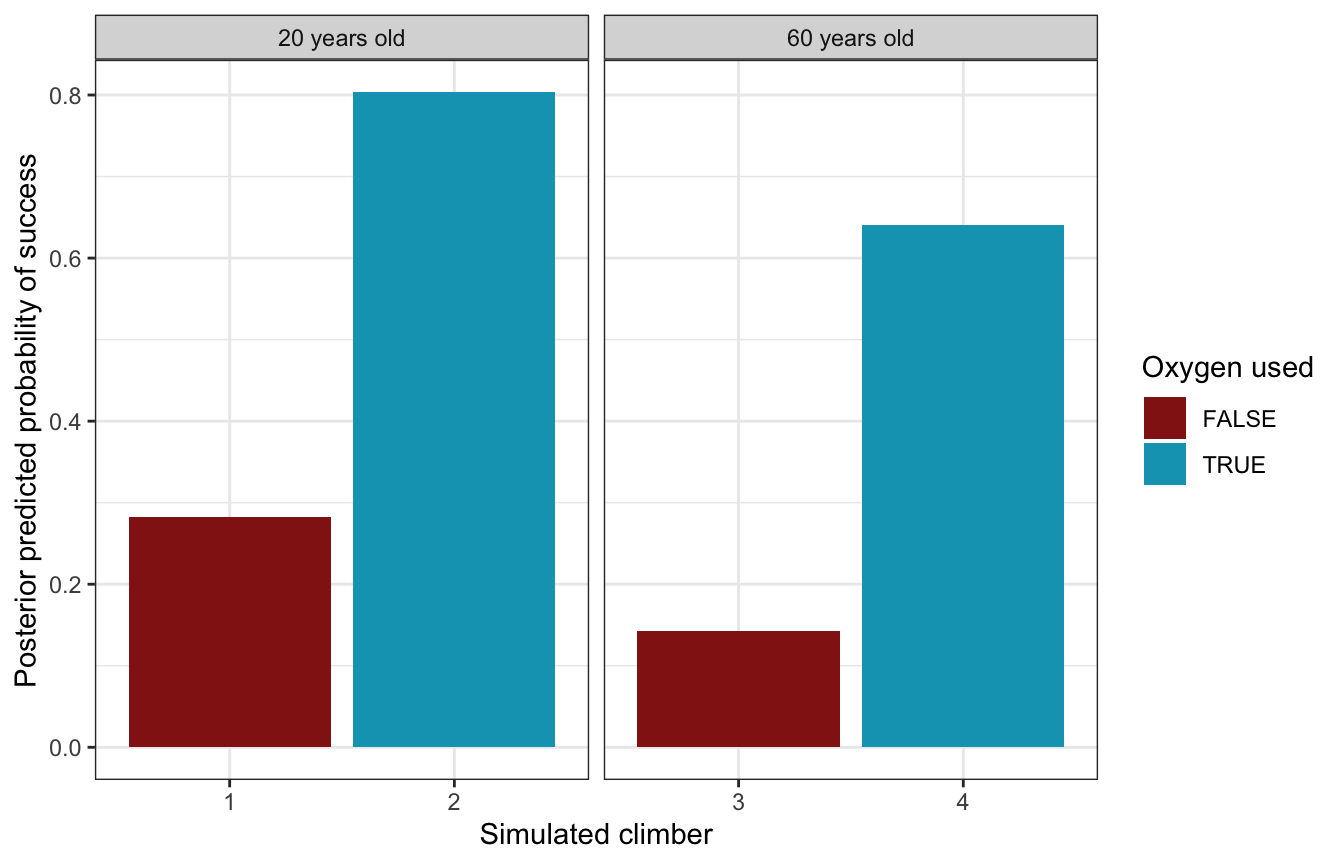 20 years old
60 years old
Posterior predicted probability of success
0.8
0.6
0.4
0.2
0.0
1
2
3
4
Simulated climber
Oxygen used
FALSE
TRUE